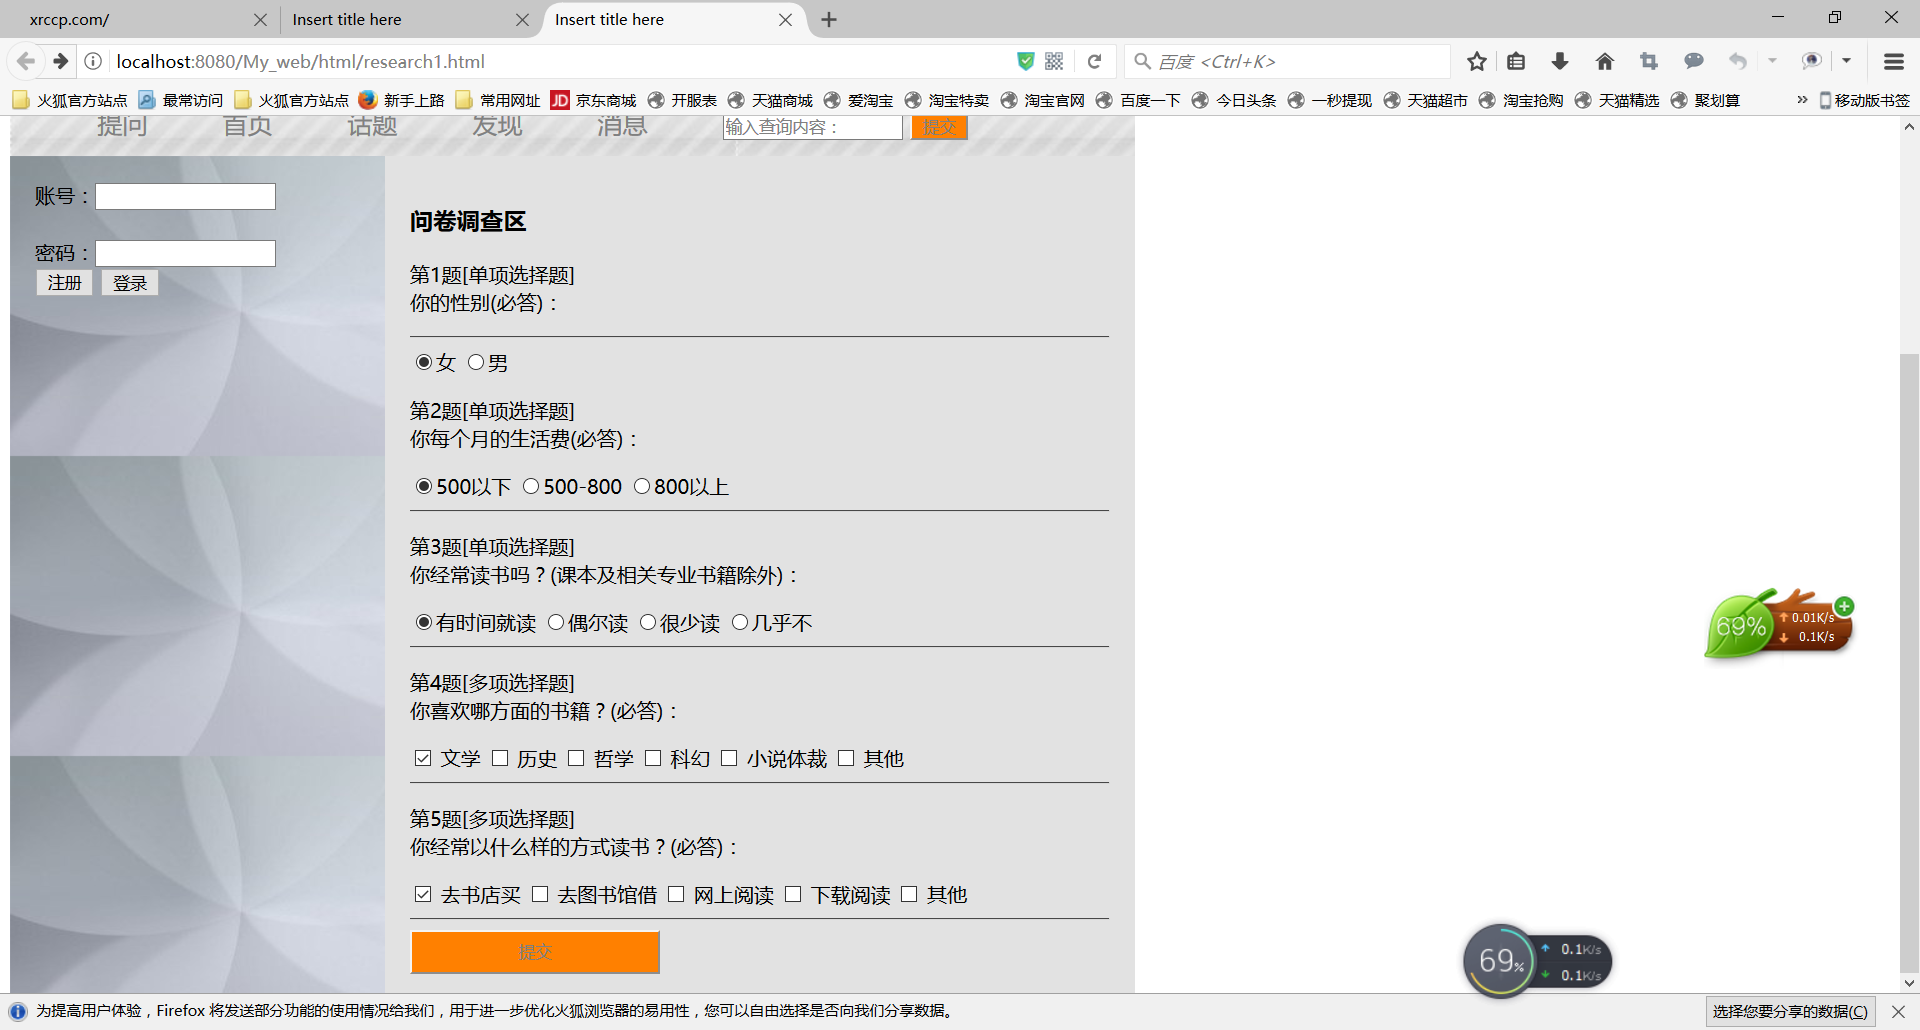 xrccp.com/
Insert title here
Insert title here
localhost:8080/My_web/html/research1.html
百度 <Ctrl+K>
火狐官方站点 最常访问 火狐官方站点 新手上路 常用网址 JD 京东商城 开服表 天猫商城 爱淘宝 淘宝特卖 淘宝官网 百度一下 今日头条 一秒提现 天猫超市 淘宝抢购 天猫精选 聚划算 » 移动版书签
提问 首页 话题 发现 消息 输入查询内容： 提交
账号：
密码：
注册 登录
问卷调查区
第1题[单项选择题]
你的性别(必答)：
女 男
第2题[单项选择题]
你每个月的生活费(必答)：
500以下 500-800 800以上
第3题[单项选择题]
你经常读书吗？(课本及相关专业书籍除外)：
有时间就读 偶尔读 很少读 几乎不
第4题[多项选择题]
你喜欢哪方面的书籍？(必答)：
文学 历史 哲学 科幻 小说体裁 其他
第5题[多项选择题]
你经常以什么样的方式读书？(必答)：
去书店买 去图书馆借 网上阅读 下载阅读 其他
提交
69%
0.01K/s
0.1K/s
69%
0.1K/s
0.1K/s
为提高用户体验，Firefox 将发送部分功能的使用情况给我们，用于进一步优化火狐浏览器的易用性，您可以自由选择是否向我们分享数据。
选择您要分享的数据(C)